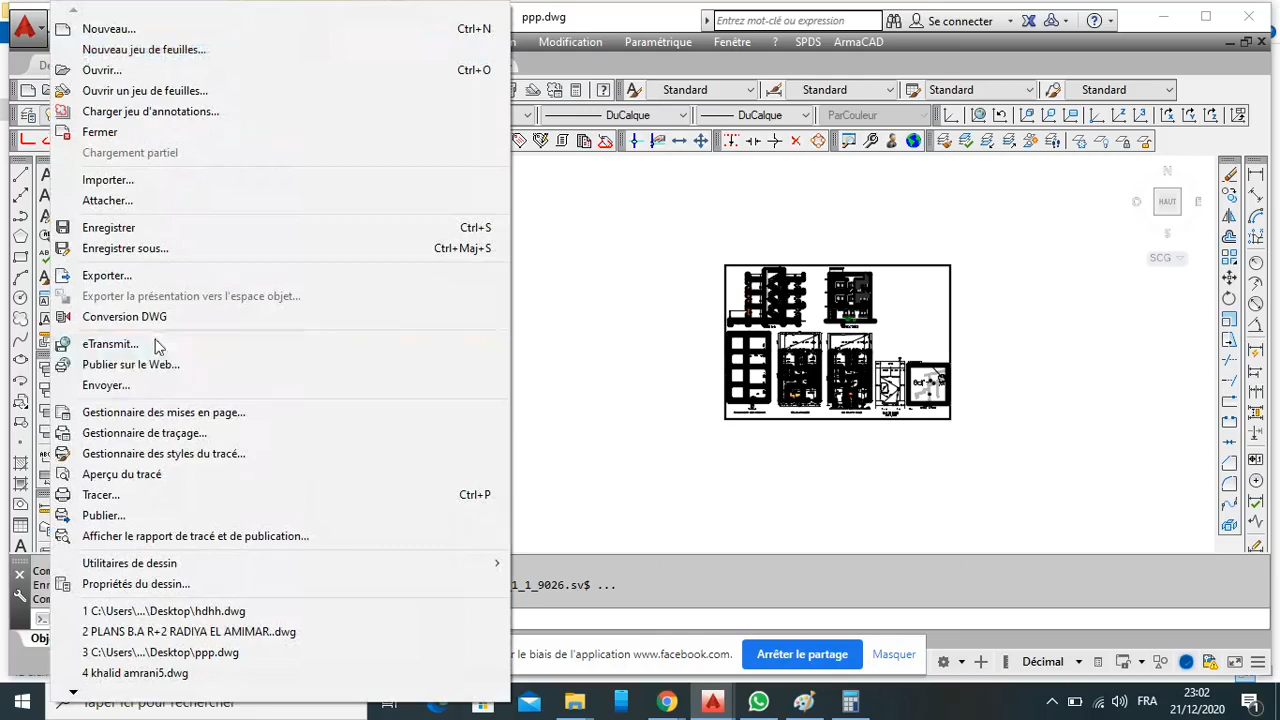 ppp.dwg
Entrez mot-clé ou expression
Se connecter
Nouveau... Ctrl+N
Nouveau jeu de feuilles...
Modification Paramétrique Fenêtre ? SPDS ArmaCAD
Ouvrir... Ctrl+O
Ouvrir un jeu de feuilles...
Standard Standard Standard Standard
Charger jeu d'annotations...
DuCalque DuCalque ParCouleur
Fermer
Chargement partiel
Importer...
Attacher...
N
O HAUT E
S
SCG
Enregistrer Ctrl+S
Enregistrer sous... Ctrl+Maj+S
Exporter...
Exporter la présentation vers l'espace objet...
Conversion DWG
eTransmit...
Publier sur le Web...
Envoyer...
Gestionnaire des mises en page...
Gestionnaire de traçage...
Gestionnaire des styles du tracé...
Aperçu du tracé
Tracer... Ctrl+P
Publier...
Afficher le rapport de tracé et de publication...
Utilitaires de dessin
Propriétés du dessin...
1_1_9026.sv$ ...
1 C:\Users\...\Desktop\hdhh.dwg
2 PLANS B.A R+2 RADIYA EL AMIMAR..dwg
3 C:\Users\...\Desktop\ppp.dwg
4 khalid amrani5.dwg
le biais de l'application www.facebook.com. Arrêter le partage Masquer
Décimal
Taper ici pour rechercher
FRA
23:02
21/12/2020